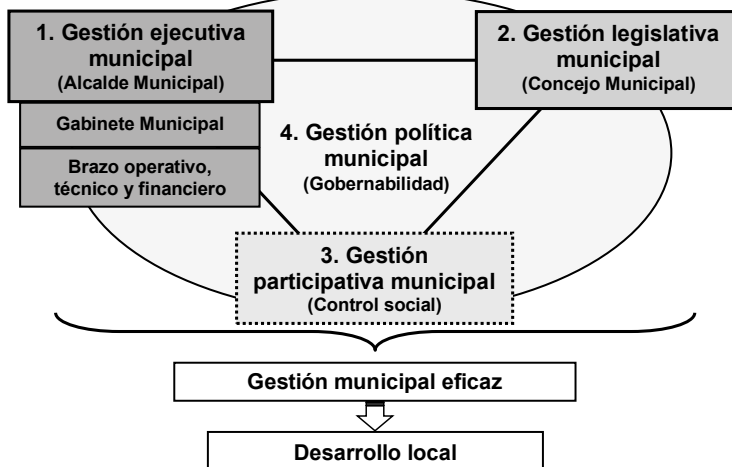 1. Gestión ejecutiva
municipal
(Alcalde Municipal)
Gabinete Municipal
Brazo operativo,
técnico y financiero
2. Gestión legislativa
municipal
(Concejo Municipal)
4. Gestión política
municipal
(Gobernabilidad)
3. Gestión
participativa municipal
(Control social)
Gestión municipal eficaz
Desarrollo local